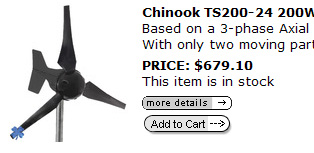 Chinook TS200-24 200W
Based on a 3-phase Axial
With only two moving part
PRICE: $679.10
This item is in stock
more details
Add to Cart --->